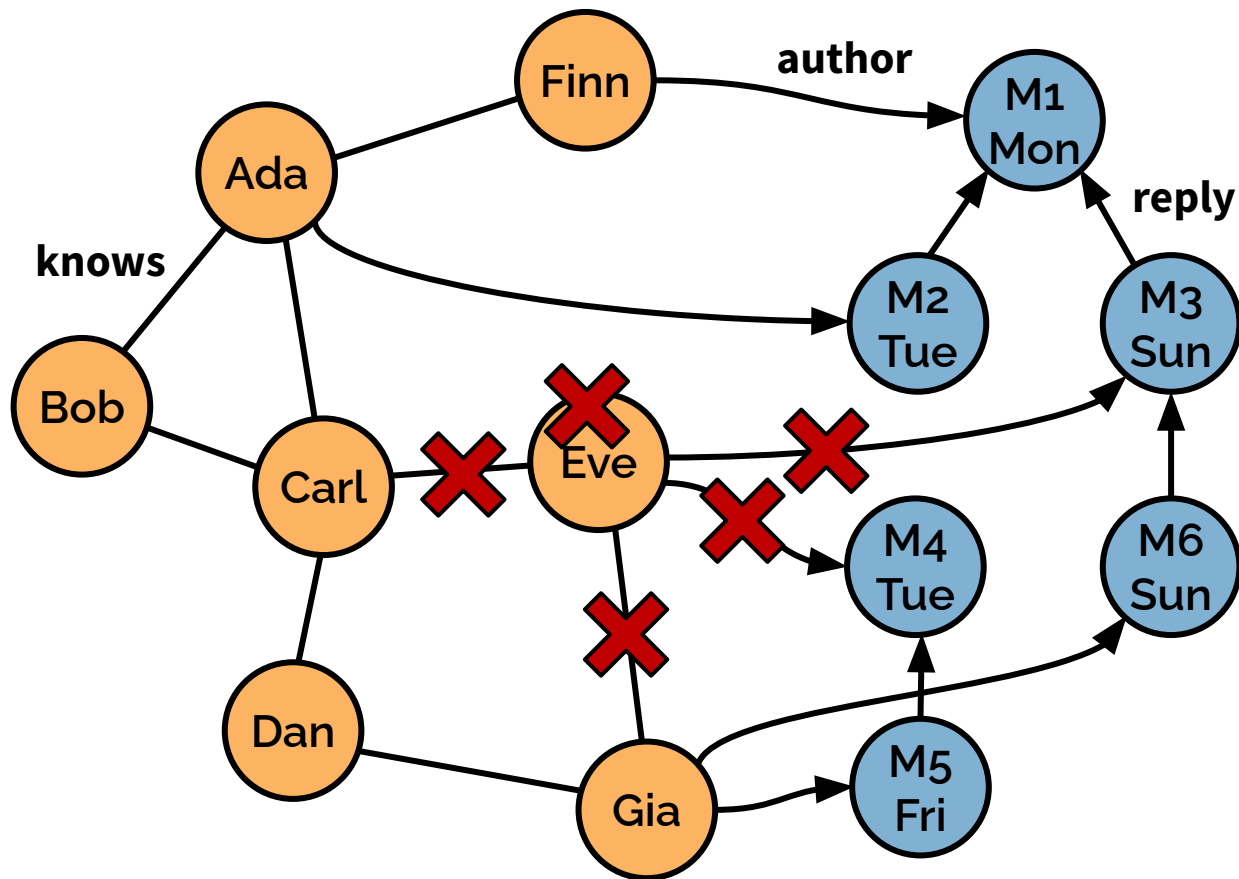 Finn
author
M1
Mon
Ada
reply
knows
M2
Tue
M3
Sun
Bob
Carl
Eve
M4
Tue
M6
Sun
Dan
Gia
M5
Fri